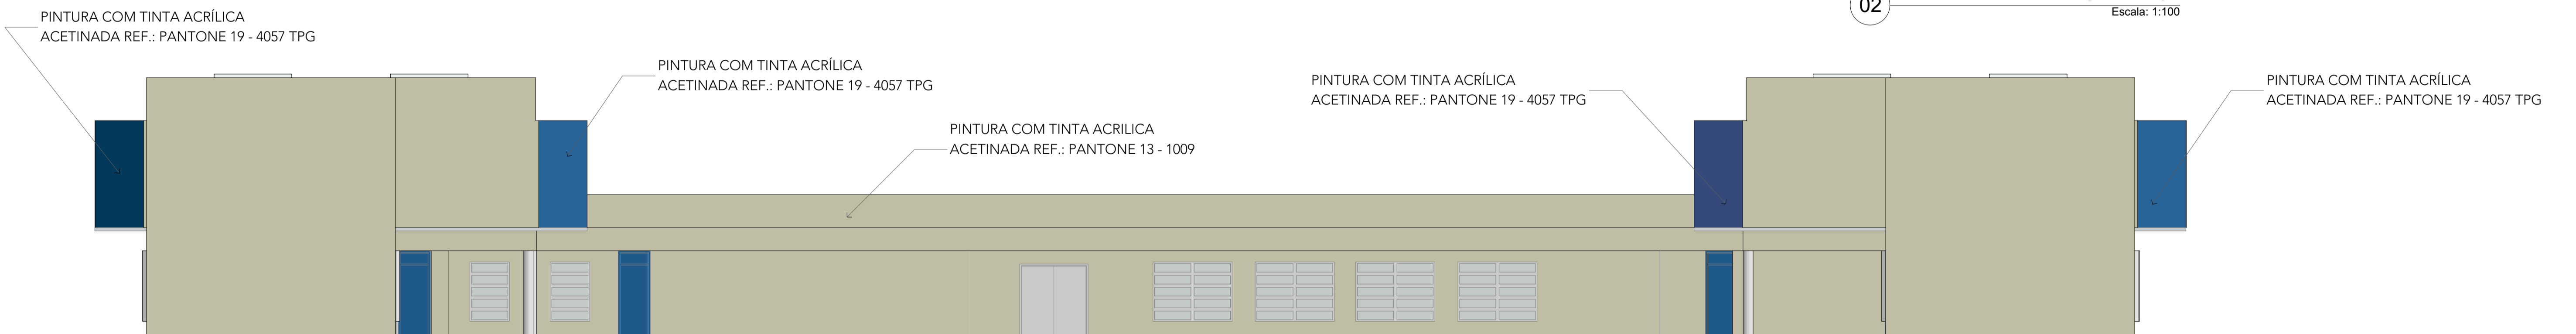 02
Escala: 1:100
PINTURA COM TINTA ACRÍLICA
ACETINADA REF.: PANTONE 19 - 4057 TPG
PINTURA COM TINTA ACRÍLICA
ACETINADA REF.: PANTONE 19 - 4057 TPG
PINTURA COM TINTA ACRILICA
ACETINADA REF.: PANTONE 13 - 1009
PINTURA COM TINTA ACRÍLICA
ACETINADA REF.: PANTONE 19 - 4057 TPG
PINTURA COM TINTA ACRÍLICA
ACETINADA REF.: PANTONE 19 - 4057 TPG